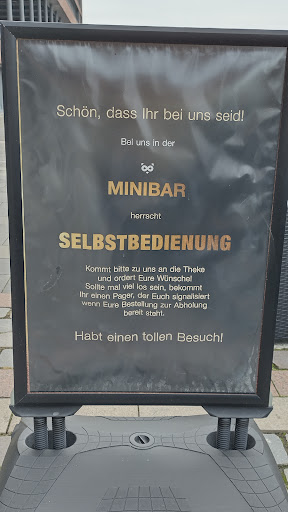 Schön, dass Ihr bei uns seid!
Bei uns in der
MINIBAR
herrscht
SELBSTBEDIENUNG
Kommt bitte zu uns an die Theke
und ordert Eure Wünsche!
Sollte mal viel los sein, bekommt
Ihr einen Pager, der Euch signalisiert
wenn Eure Bestellung zur Abholung
bereit steht.
Habt einen tollen Besuch!